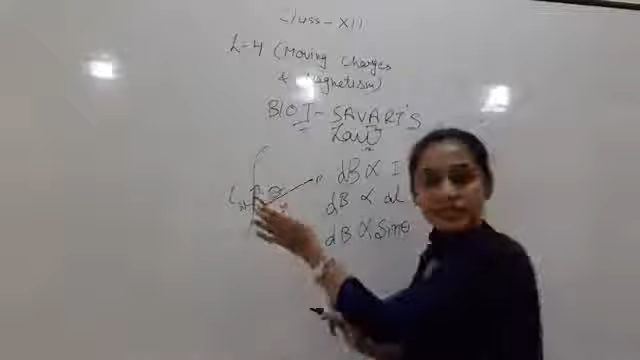 Class - XII
L-4 (Moving Charges
& Magnetism)
BIOT - SAVART'S
Law
dB ∝ I
dB ∝ dl
dB ∝ Sinθ